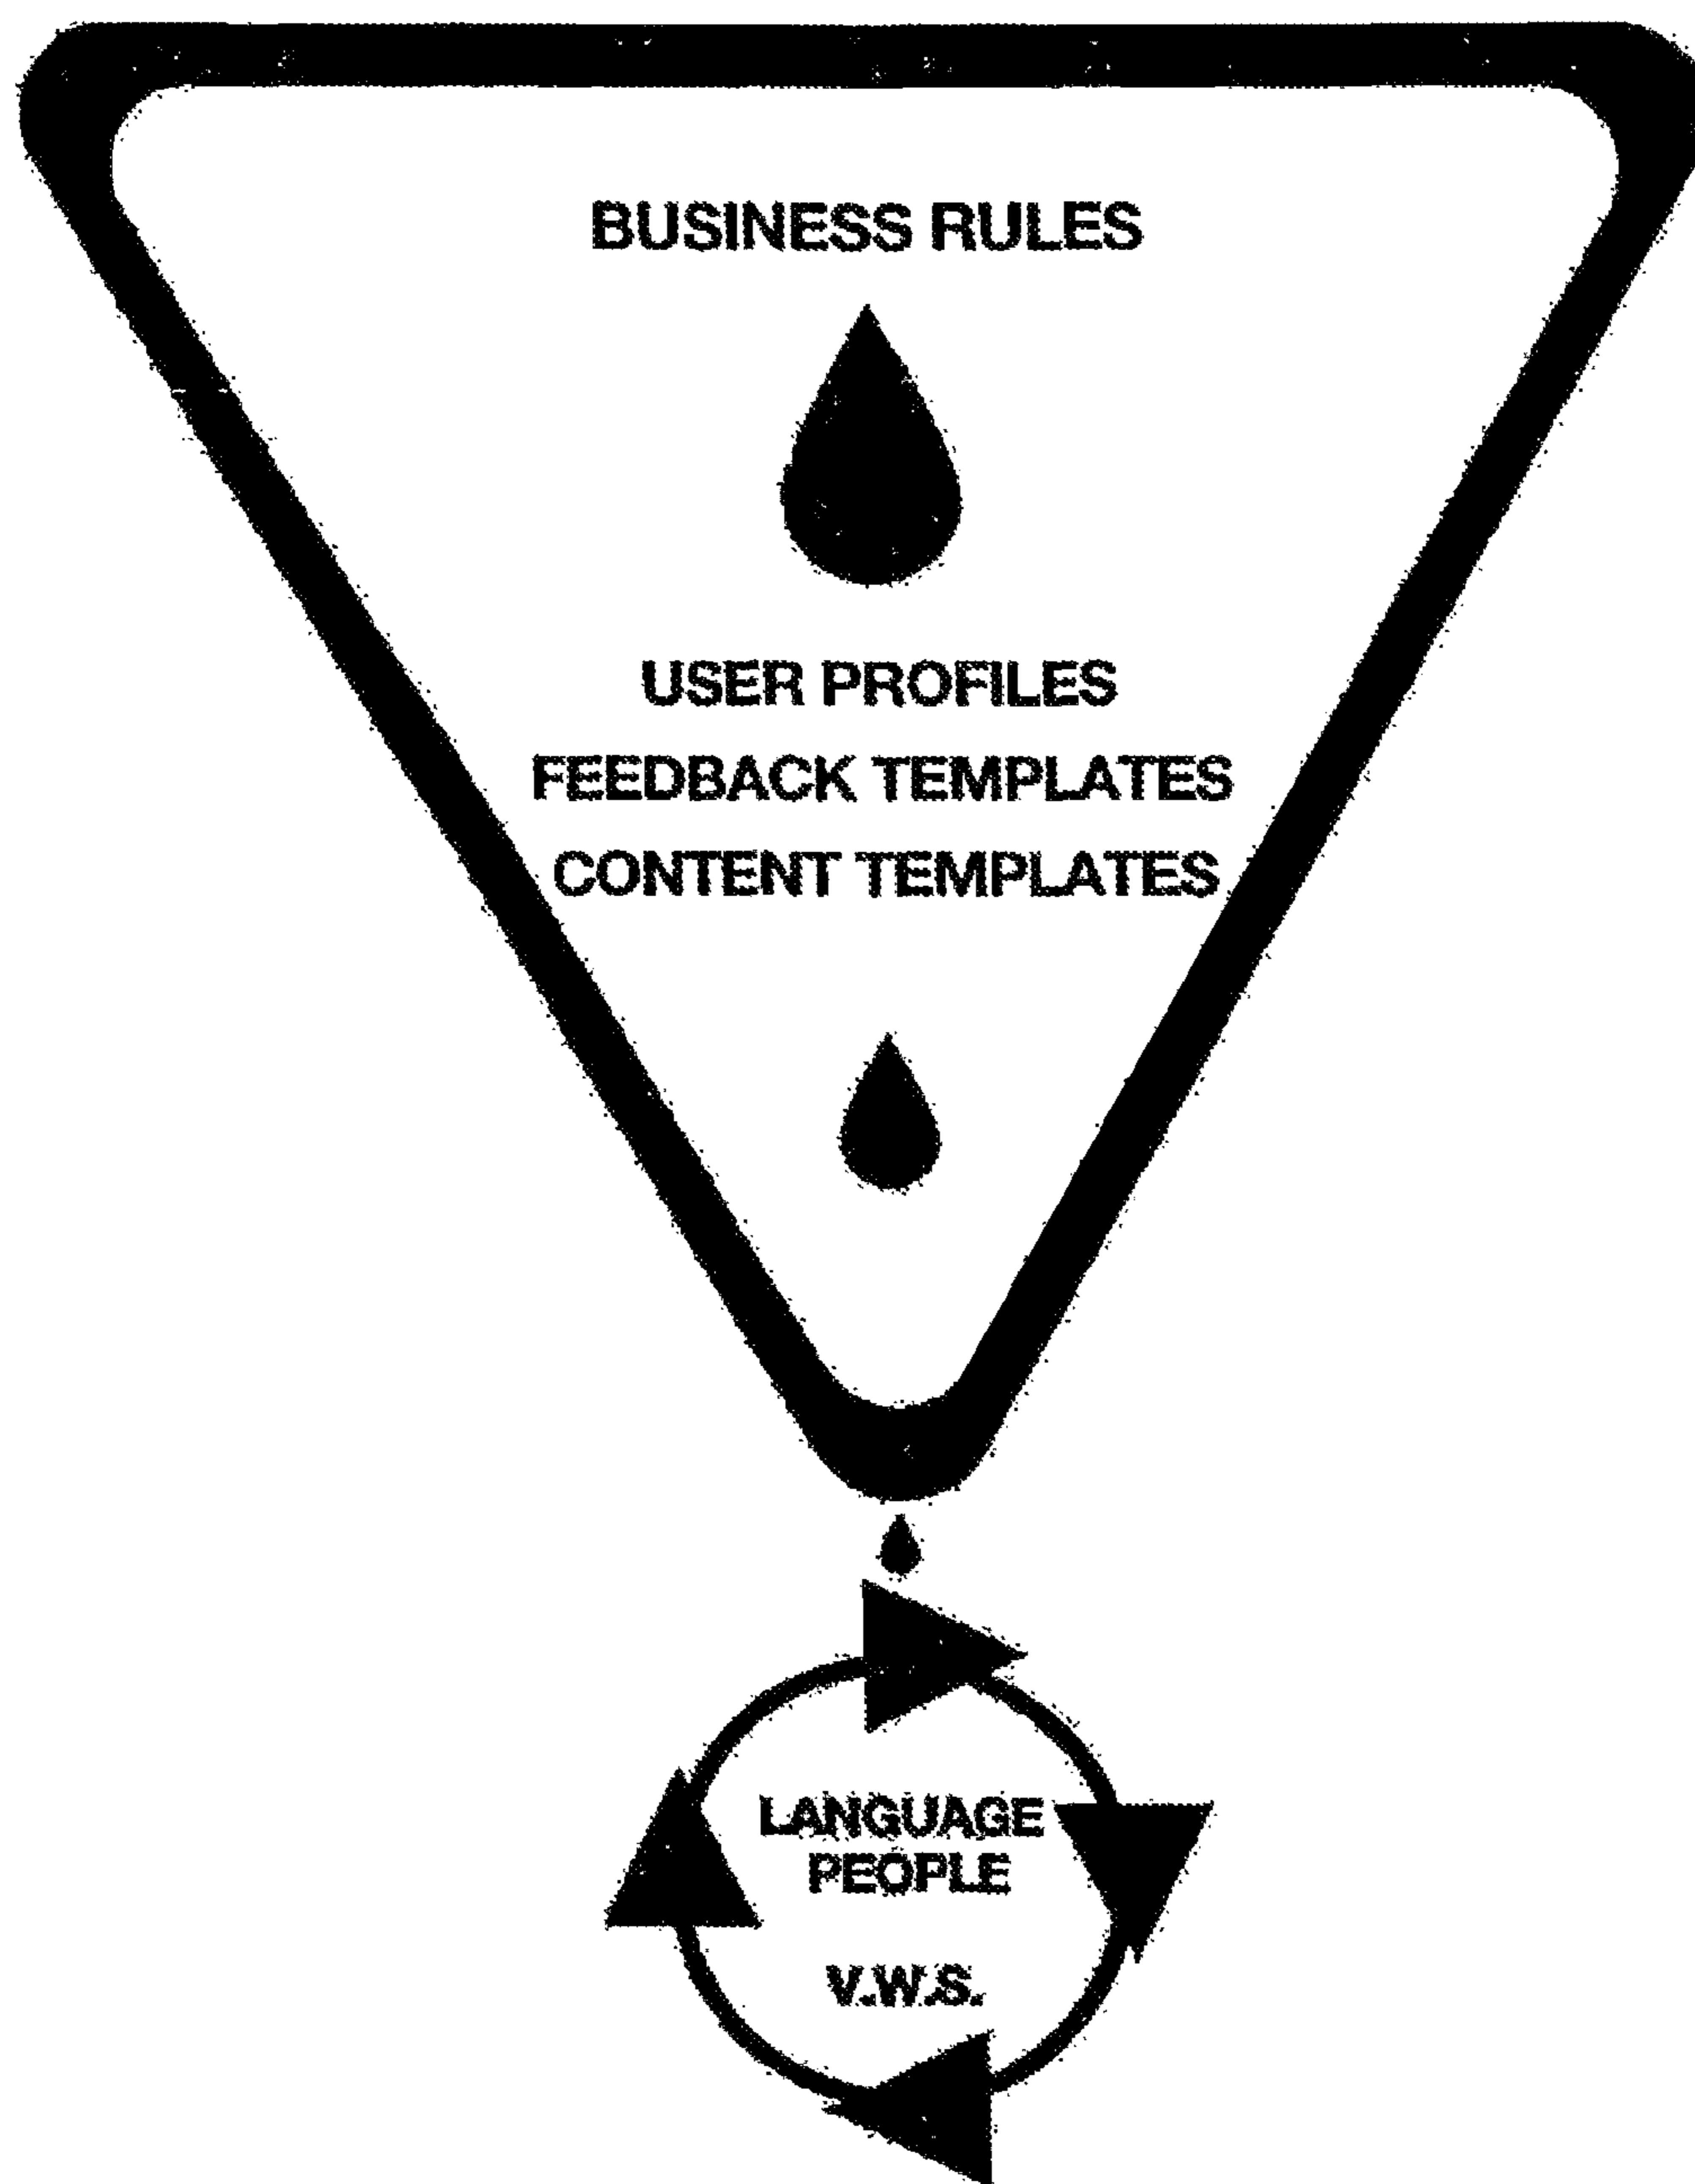 BUSINESS RULES
USER PROFILES
FEEDBACK TEMPLATES
CONTENT TEMPLATES
LANGUAGE
PEOPLE
V.W.S.